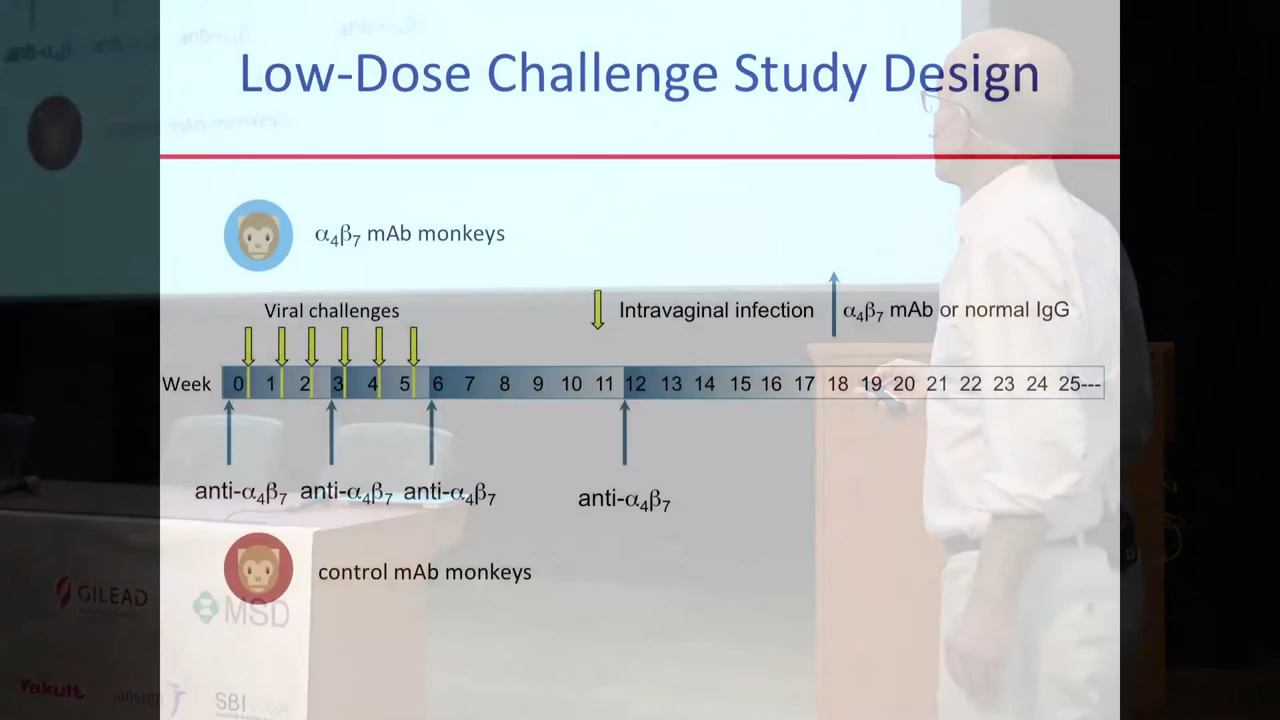 Low-Dose Challenge Study Design
α4β7 mAb monkeys
Viral challenges
Intravaginal infection
α4β7 mAb or normal IgG
Week 0 1 2 3 4 5 6 7 8 9 10 11 12 13 14 15 16 17 18 19 20 21 22 23 24 25---
anti-α4β7 anti-α4β7 anti-α4β7 anti-α4β7
control mAb monkeys
GILEAD
MSD
Yakult
janssen
SBI